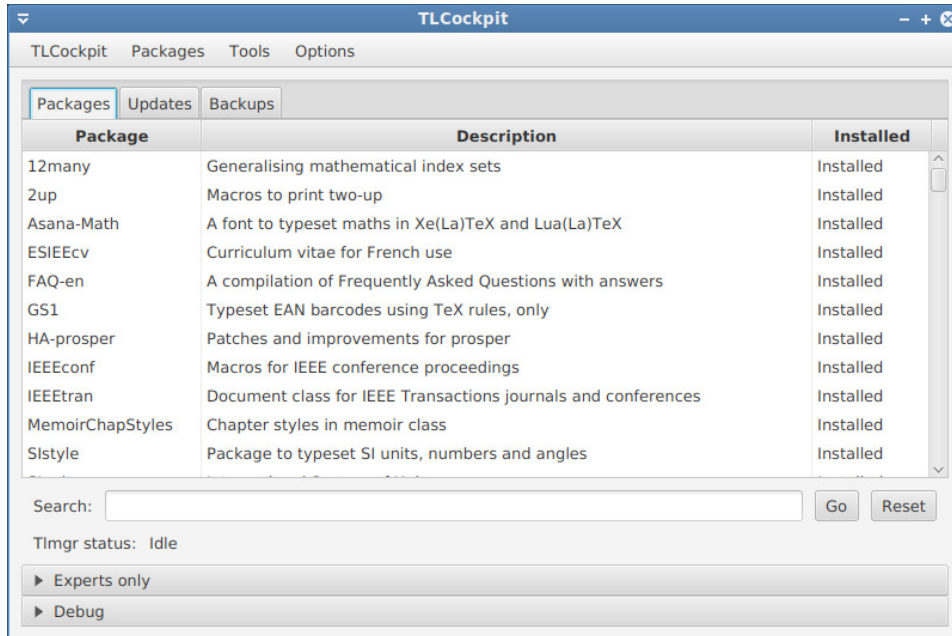 TLCockpit
TLCockpit Packages Tools Options
Packages Updates Backups
Package Description Installed
12many Generalising mathematical index sets Installed
2up Macros to print two-up Installed
Asana-Math A font to typeset maths in Xe(La)TeX and Lua(La)TeX Installed
ESIEEcv Curriculum vitae for French use Installed
FAQ-en A compilation of Frequently Asked Questions with answers Installed
GS1 Typeset EAN barcodes using TeX rules, only Installed
HA-prosper Patches and improvements for prosper Installed
IEEEconf Macros for IEEE conference proceedings Installed
IEEEtran Document class for IEEE Transactions journals and conferences Installed
MemoirChapStyles Chapter styles in memoir class Installed
SIstyle Package to typeset SI units, numbers and angles Installed
Search: Go Reset
Tlmgr status: Idle
Experts only
Debug